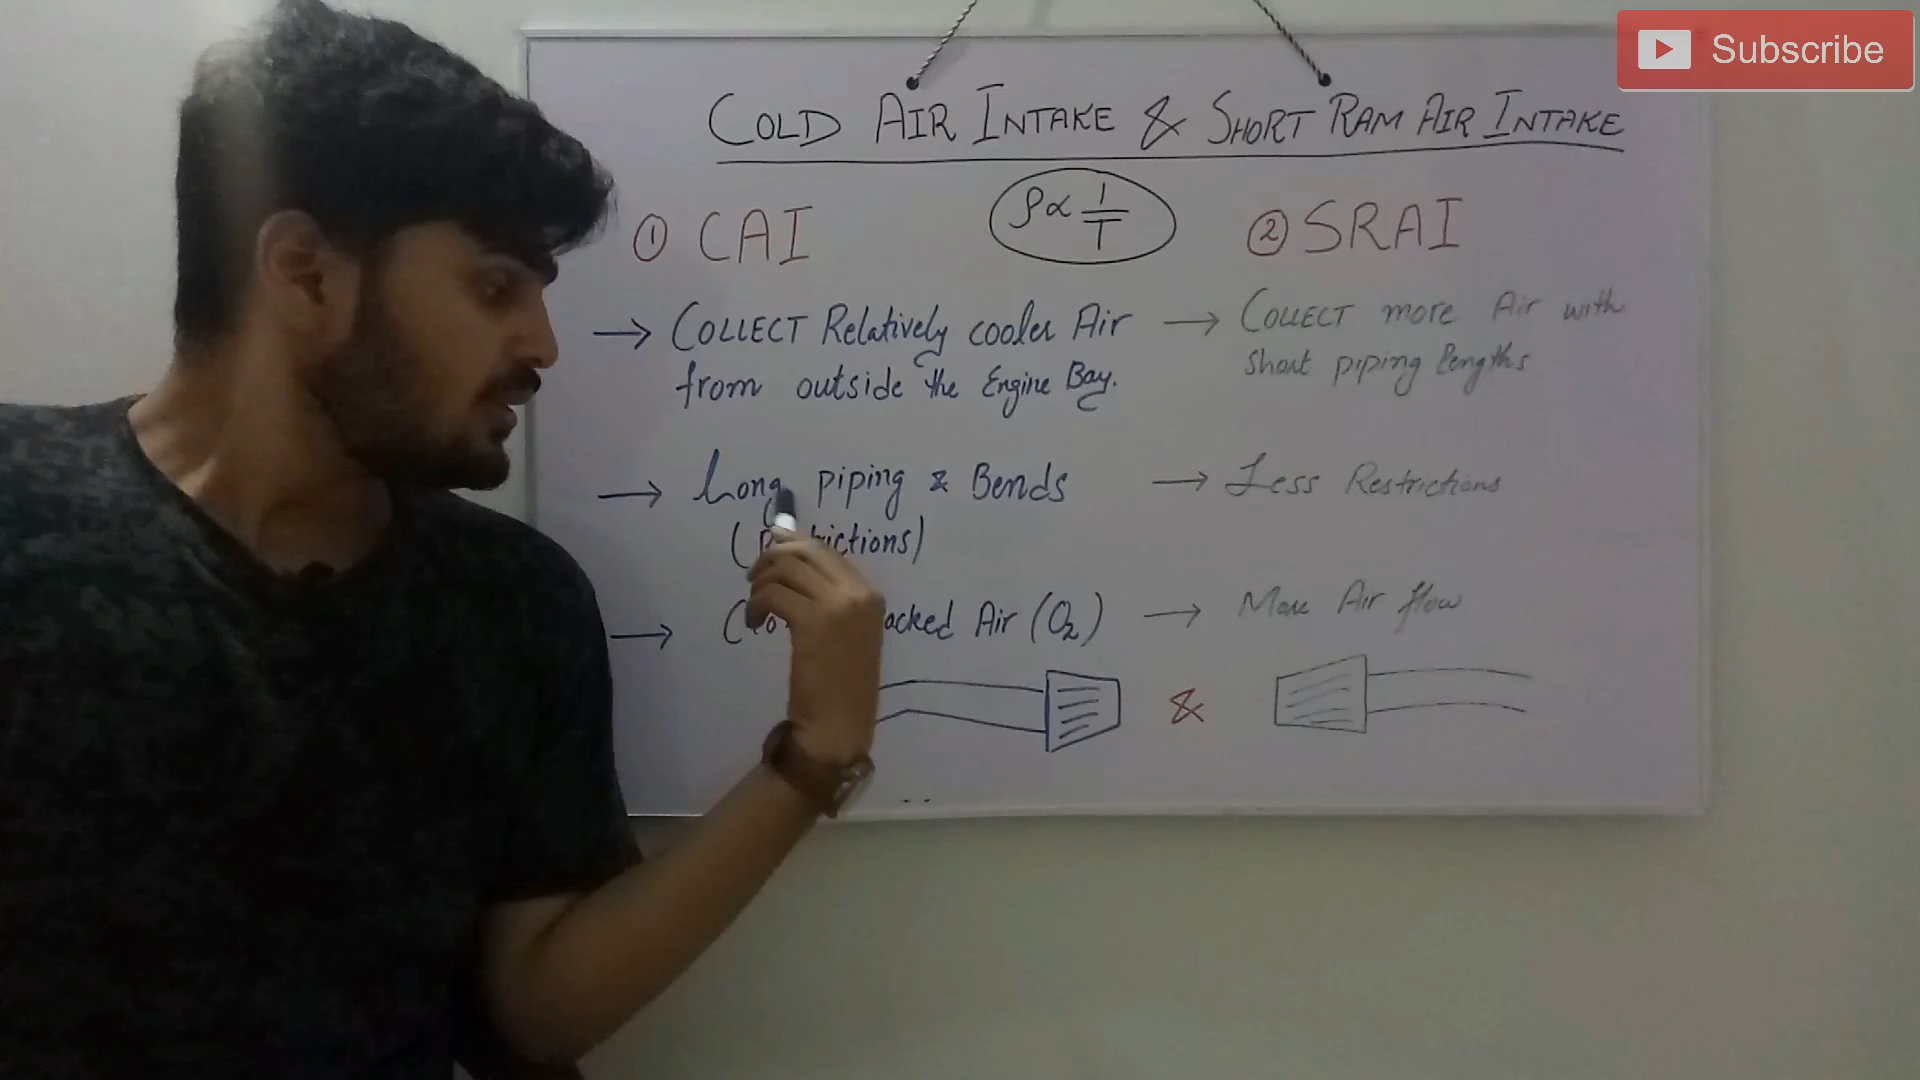 Subscribe
COLD AIR INTAKE & SHORT RAM AIR INTAKE
ρ ∝ 1/T
① CAI
→ COLLECT Relatively cooler Air
from outside the Engine Bay.
→ Long piping & Bends
→ acked Air (O₂)
② SRAI
→ COLLECT more Air with
short piping lengths
→ Less Restrictions
→ More Air flow
&